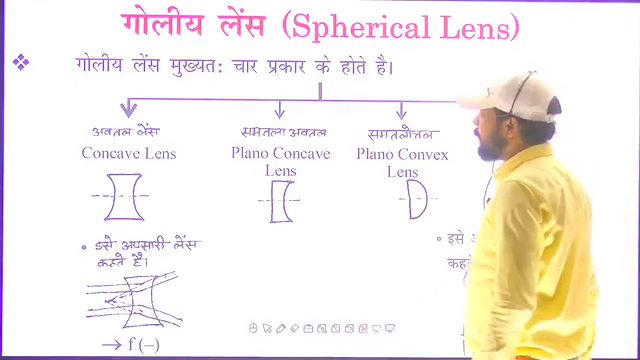 गोलीय लेंस (Spherical Lens)
गोलीय लेंस मुख्यत: चार प्रकार के होते है।
अवतल लेंस
Concave Lens
समतला अवतल
Plano Concave
Lens
समतलोत्तल
Plano Convex
Lens
• इसे अपसारी लेंस
कहते है।
→ f (−)
• इसे